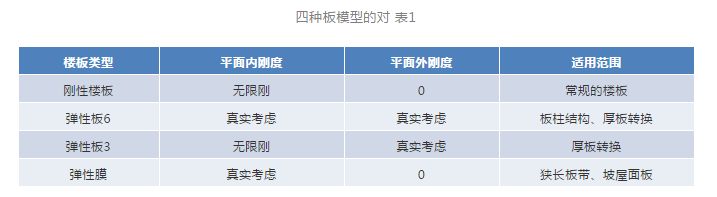 四种板模型的对 表1
楼板类型 平面内刚度 平面外刚度 适用范围
刚性楼板 无限刚 0 常规的楼板
弹性板6 真实考虑 真实考虑 板柱结构、厚板转换
弹性板3 无限刚 真实考虑 厚板转换
弹性膜 真实考虑 0 狭长板带、坡屋面板